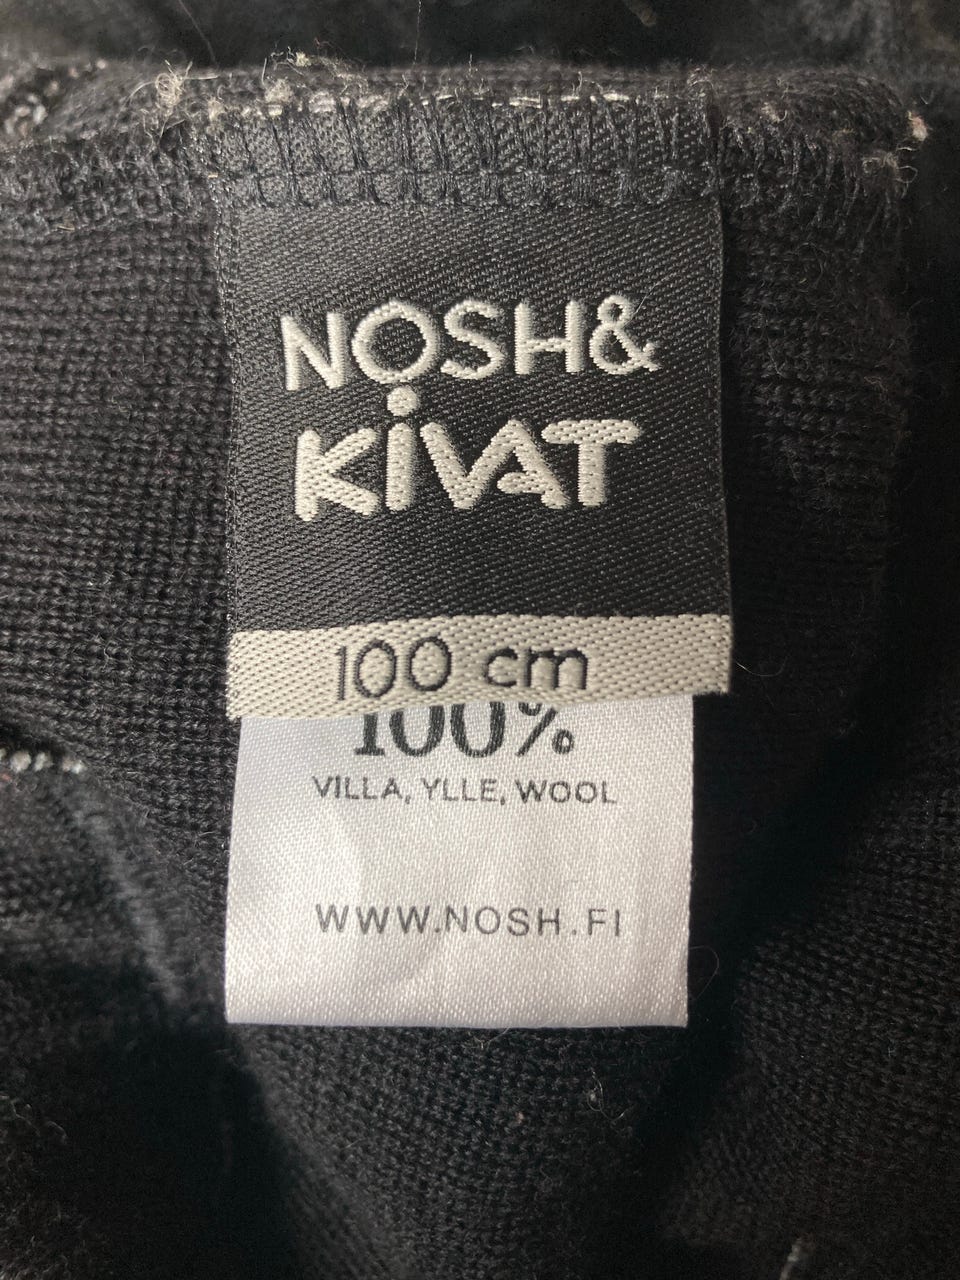 NOSH&
KiVAT
100 cm
100%
VILLA, YLLE, WOOL
WWW.NOSH.FI